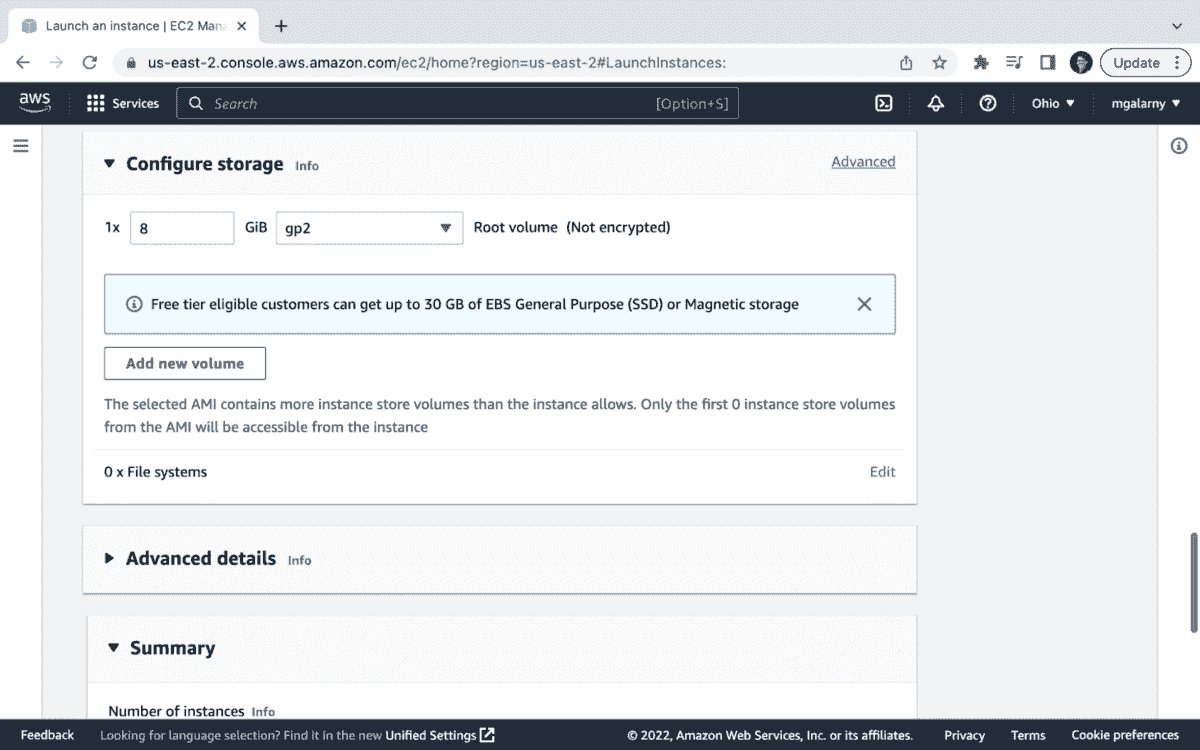 Launch an instance | EC2 Mana
us-east-2.console.aws.amazon.com/ec2/home?region=us-east-2#LaunchInstances:
Update
aws
Services
Search
[Option+S]
Ohio
mgalarny
Configure storage Info
Advanced
1x 8 GiB gp2 Root volume (Not encrypted)
Free tier eligible customers can get up to 30 GB of EBS General Purpose (SSD) or Magnetic storage
Add new volume
The selected AMI contains more instance store volumes than the instance allows. Only the first 0 instance store volumes
from the AMI will be accessible from the instance
0 x File systems
Edit
Advanced details Info
Summary
Number of instances Info
Feedback
Looking for language selection? Find it in the new Unified Settings
© 2022, Amazon Web Services, Inc. or its affiliates.
Privacy
Terms
Cookie preferences